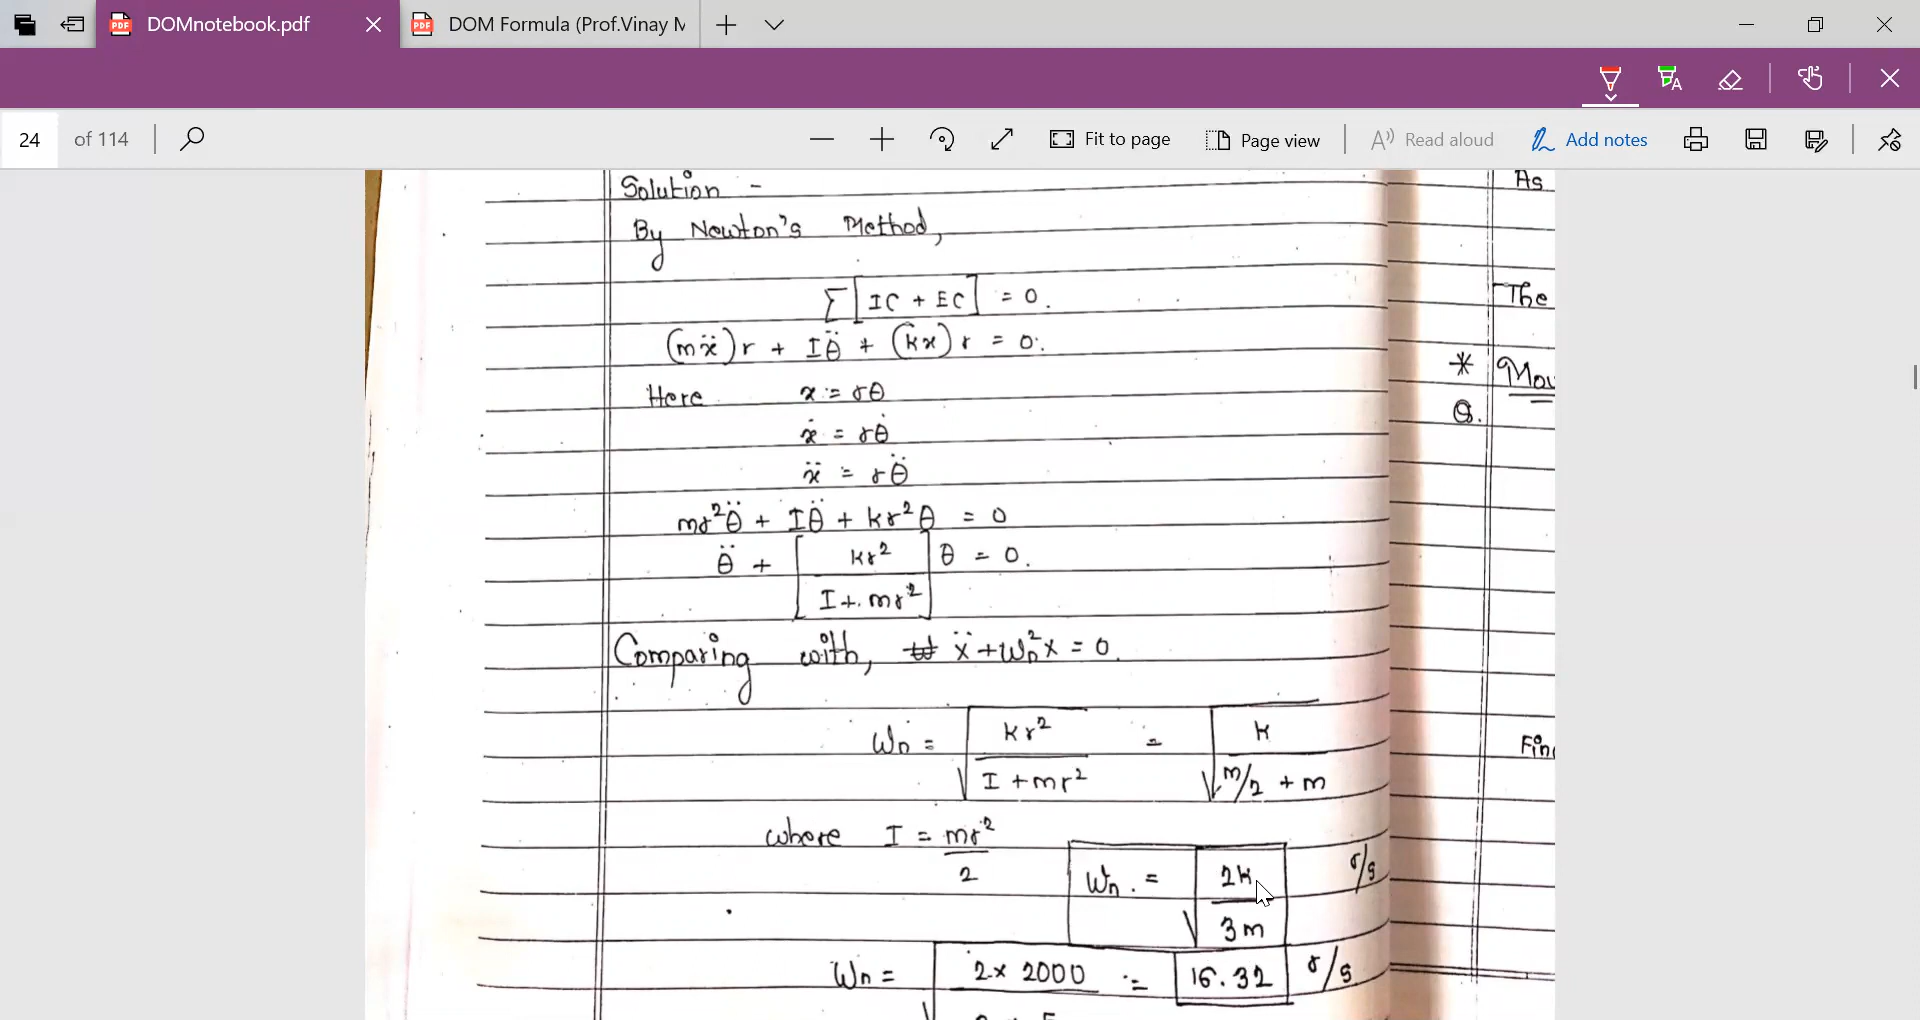 DOMnotebook.pdf
DOM Formula (Prof.Vinay M
24 of 114
Fit to page
Page view
Read aloud
Add notes
Solution -
By Newton's Method,
Σ[IC + EC] = 0.
(mẍ)r + Iθ̈ + (kx)r = 0.
Here x = rθ
ẋ = rθ̇
ẍ = rθ̈
mr²θ̈ + Iθ̈ + kr²θ = 0
θ̈ + [kr² / I + mr²] θ = 0.
Comparing with, ẍ + ωn²x = 0.
ωn = √(kr² / I + mr²) = √(k / m/2 + m)
where I = mr²/2
ωn = √(2k / 3m) r/s
ωn = √(2 x 2000 = 16.32 r/s
As
The
*
Q.
Fin